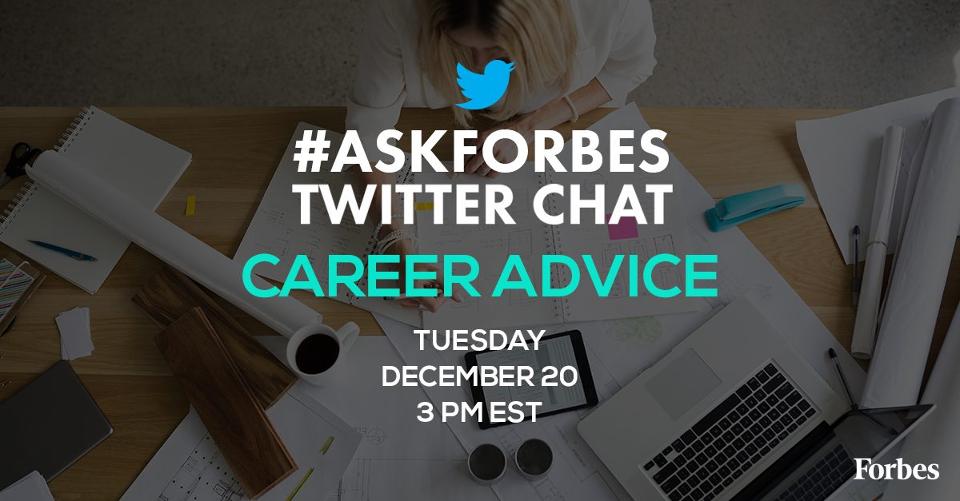 #ASKFORBES
TWITTER CHAT
CAREER ADVICE
TUESDAY
DECEMBER 20
3 PM EST
Forbes